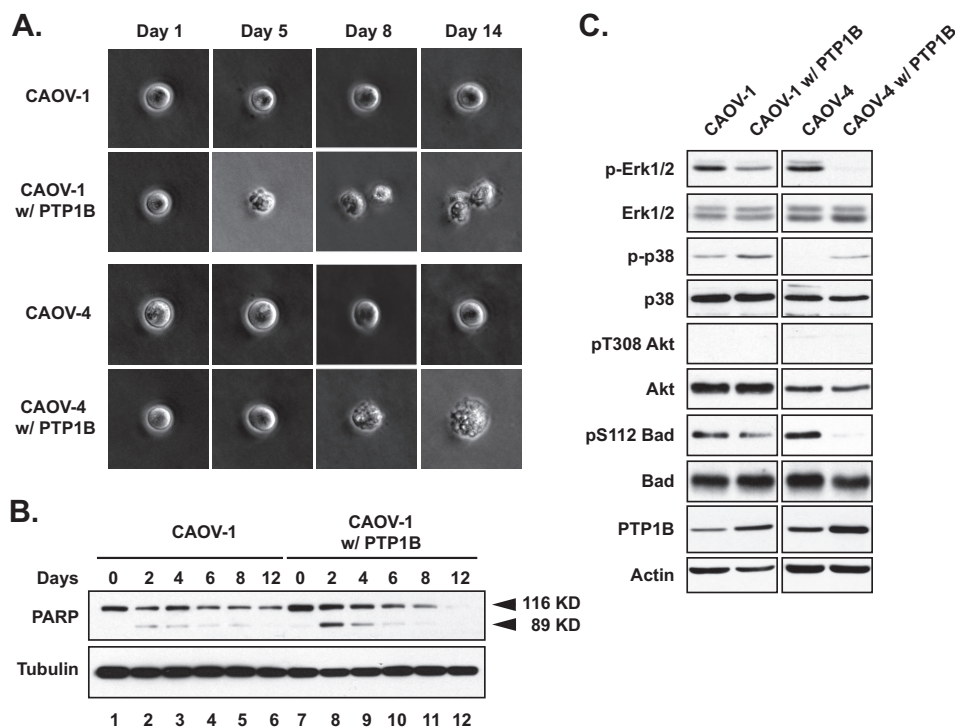 A.
Day 1 Day 5 Day 8 Day 14
CAOV-1
CAOV-1
w/ PTP1B
CAOV-4
CAOV-4
w/ PTP1B
B.
CAOV-1
CAOV-1
w/ PTP1B
Days 0 2 4 6 8 12 0 2 4 6 8 12
PARP
116 KD
89 KD
Tubulin
1 2 3 4 5 6 7 8 9 10 11 12
C.
CAOV-1
CAOV-1 w/ PTP1B
CAOV-4
CAOV-4 w/ PTP1B
p-Erk1/2
Erk1/2
p-p38
p38
pT308 Akt
Akt
pS112 Bad
Bad
PTP1B
Actin